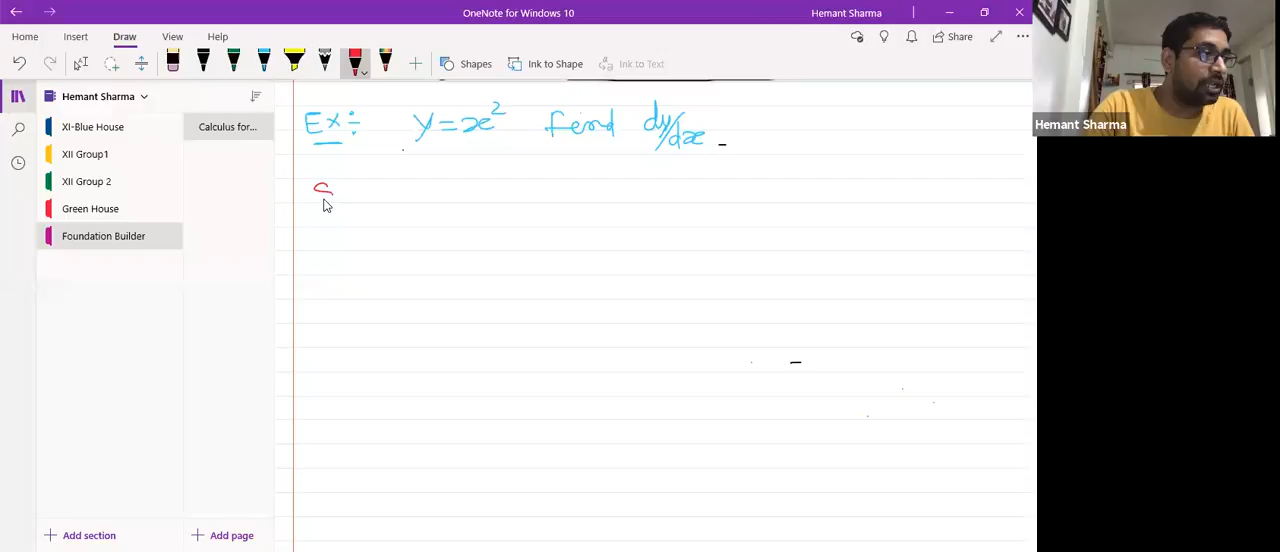 OneNote for Windows 10
Hemant Sharma
Home Insert Draw View Help
Share
Shapes
Ink to Shape
Ink to Text
Hemant Sharma
XI-Blue House
XII Group1
XII Group 2
Green House
Foundation Builder
Calculus for...
Add section
Add page
Ex÷ y=x² find dy/dx
Hemant Sharma